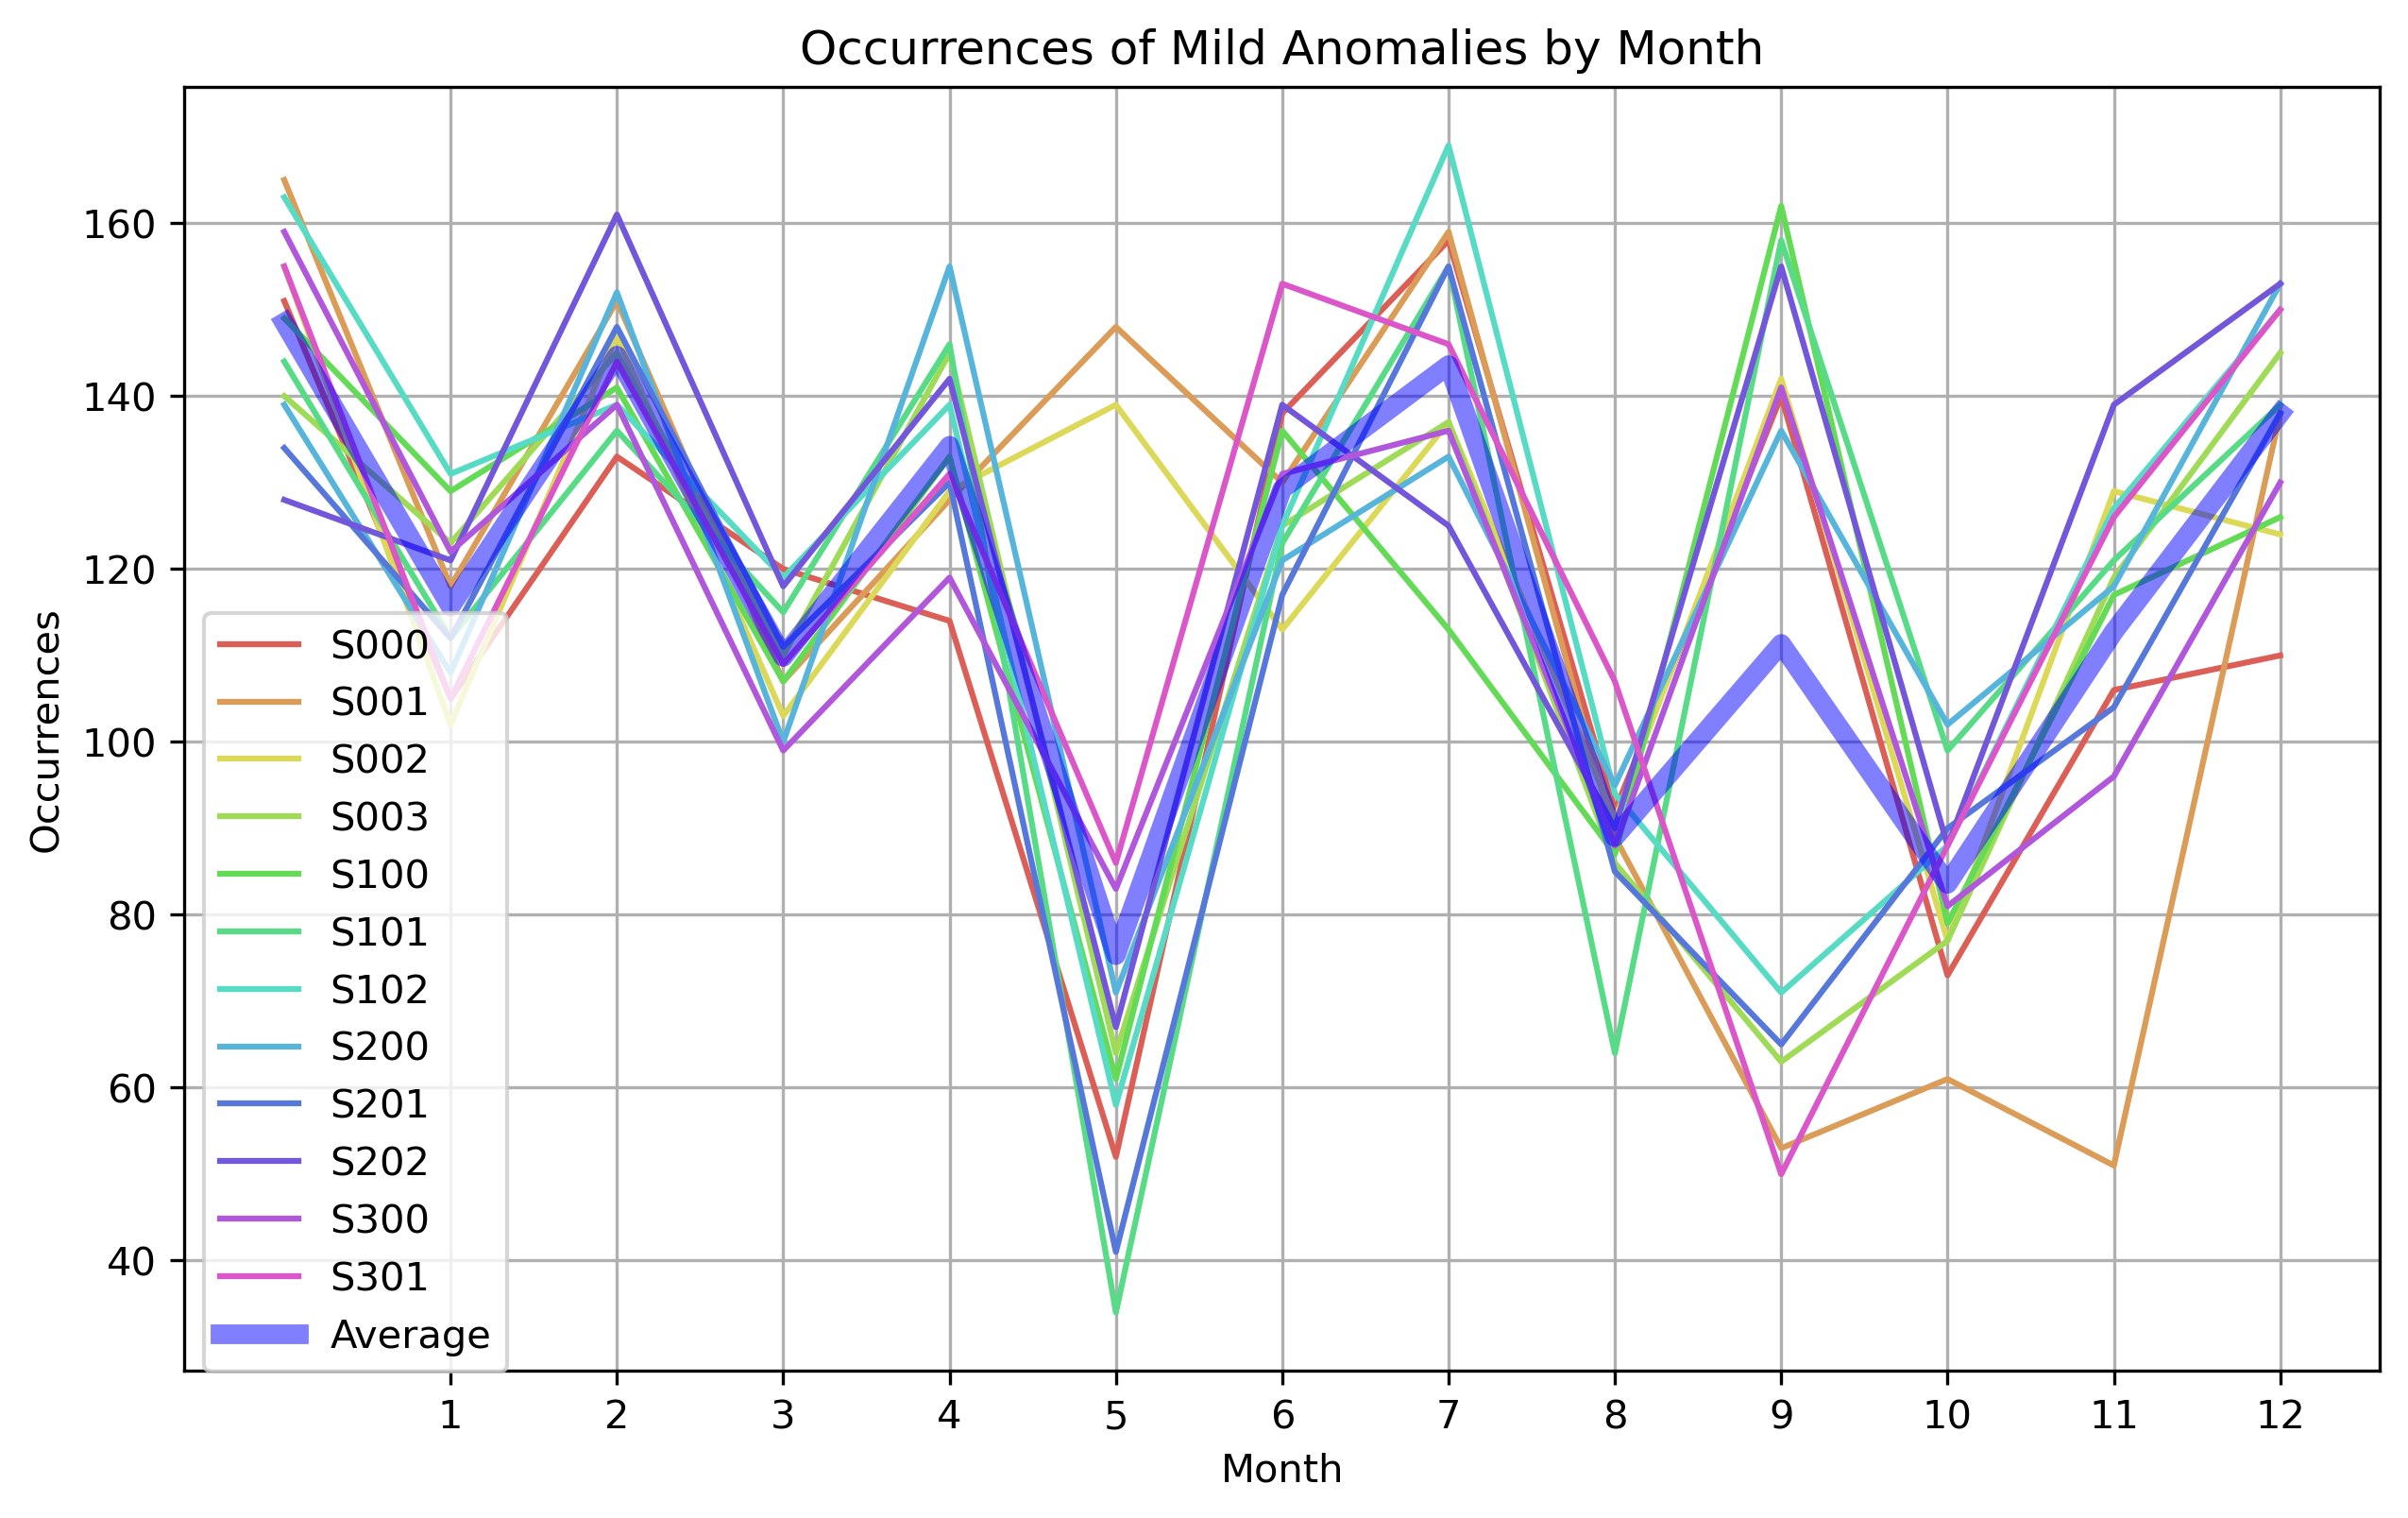 Occurrences of Mild Anomalies by Month
Occurrences
160
140
120
100
80
60
40
S000
S001
S002
S003
S100
S101
S102
S200
S201
S202
S300
S301
Average
1 2 3 4 5 6 7 8 9 10 11 12
Month